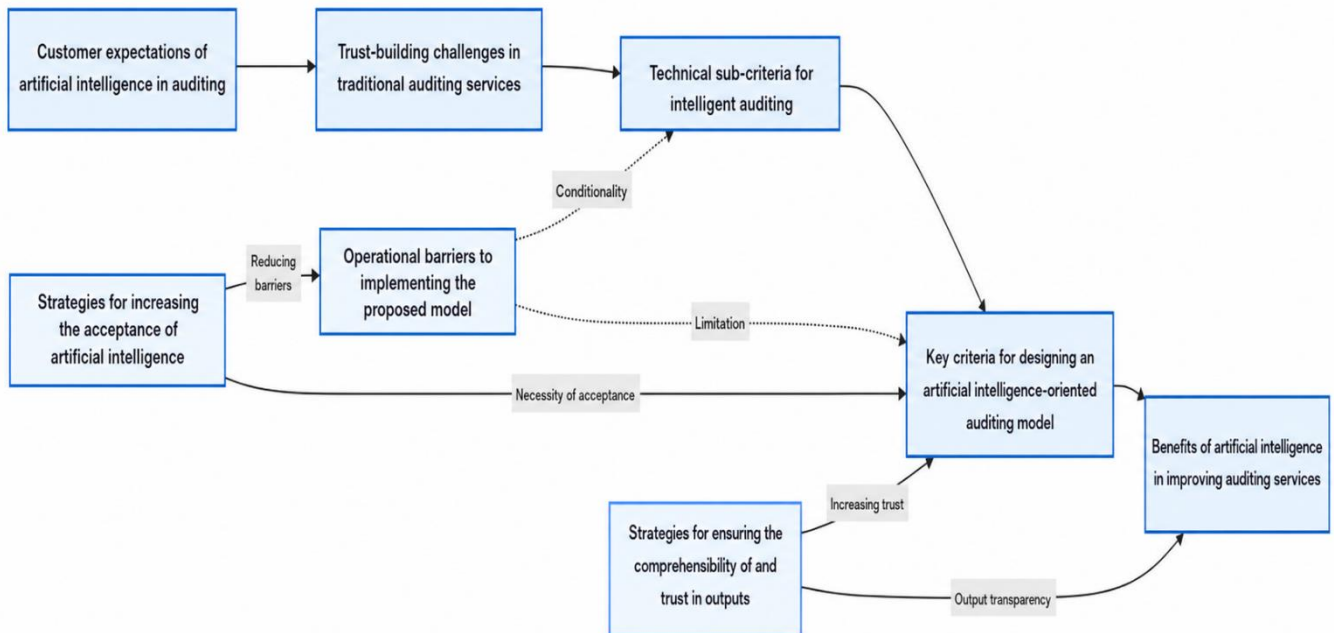 Customer expectations of
artificial intelligence in auditing
Trust-building challenges in
traditional auditing services
Technical sub-criteria for
intelligent auditing
Conditionality
Reducing
barriers
Operational barriers to
implementing the
proposed model
Strategies for increasing
the acceptance of
artificial intelligence
Limitation
Necessity of acceptance
Key criteria for designing an
artificial intelligence-oriented
auditing model
Benefits of artificial intelligence
in improving auditing services
Increasing trust
Strategies for ensuring the
comprehensibility of and
trust in outputs
Output transparency